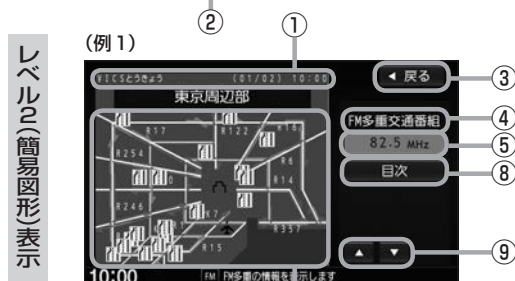 ②
(例1)
①
レベル2(簡易図形)表示
VICSとうきょう (01/02) 10:00
◀ 戻る
③
東京周辺部
FM多重交通番組
④
82.5 MHz
⑤
目次
⑧
R17
R122
R254
R6
R14
R246
R357
R15
▲ ▼
⑨
10:00
FM FM多重の情報を表示します